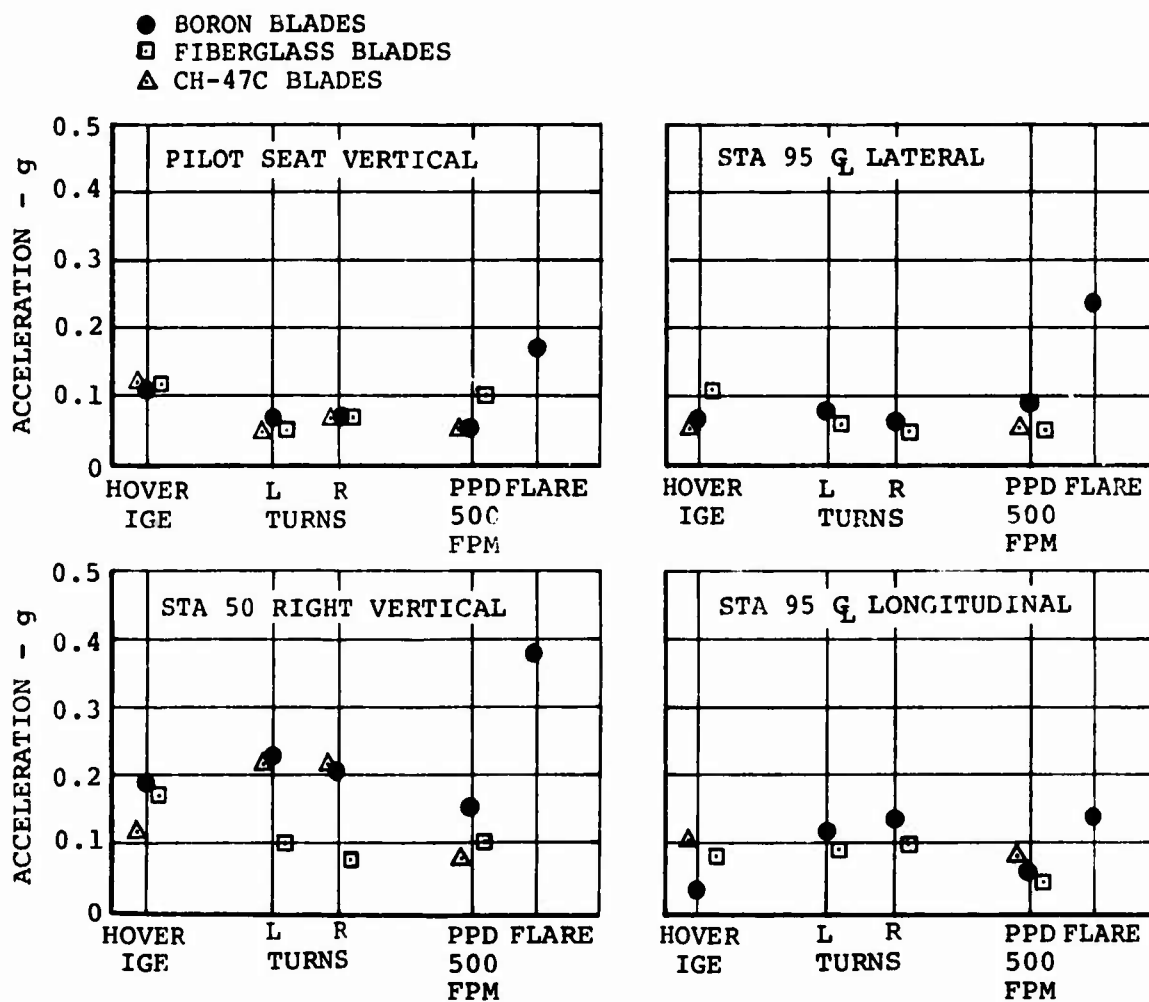 BORON BLADES
FIBERGLASS BLADES
CH-47C BLADES
ACCELERATION - g
0.5
0.4
0.3
0.2
0.1
0
PILOT SEAT VERTICAL
HOVER L R PPD FLARE
IGE TURNS 500
FPM
STA 95 ℄ LATERAL
HOVER L R PPD FLARE
IGE TURNS 500
FPM
ACCELERATION - g
0.5
0.4
0.3
0.2
0.1
0
STA 50 RIGHT VERTICAL
HOVER L R PPD FLARE
IGE TURNS 500
FPM
STA 95 ℄ LONGITUDINAL
HOVER L R PPD FLARE
IGE TURNS 500
FPM